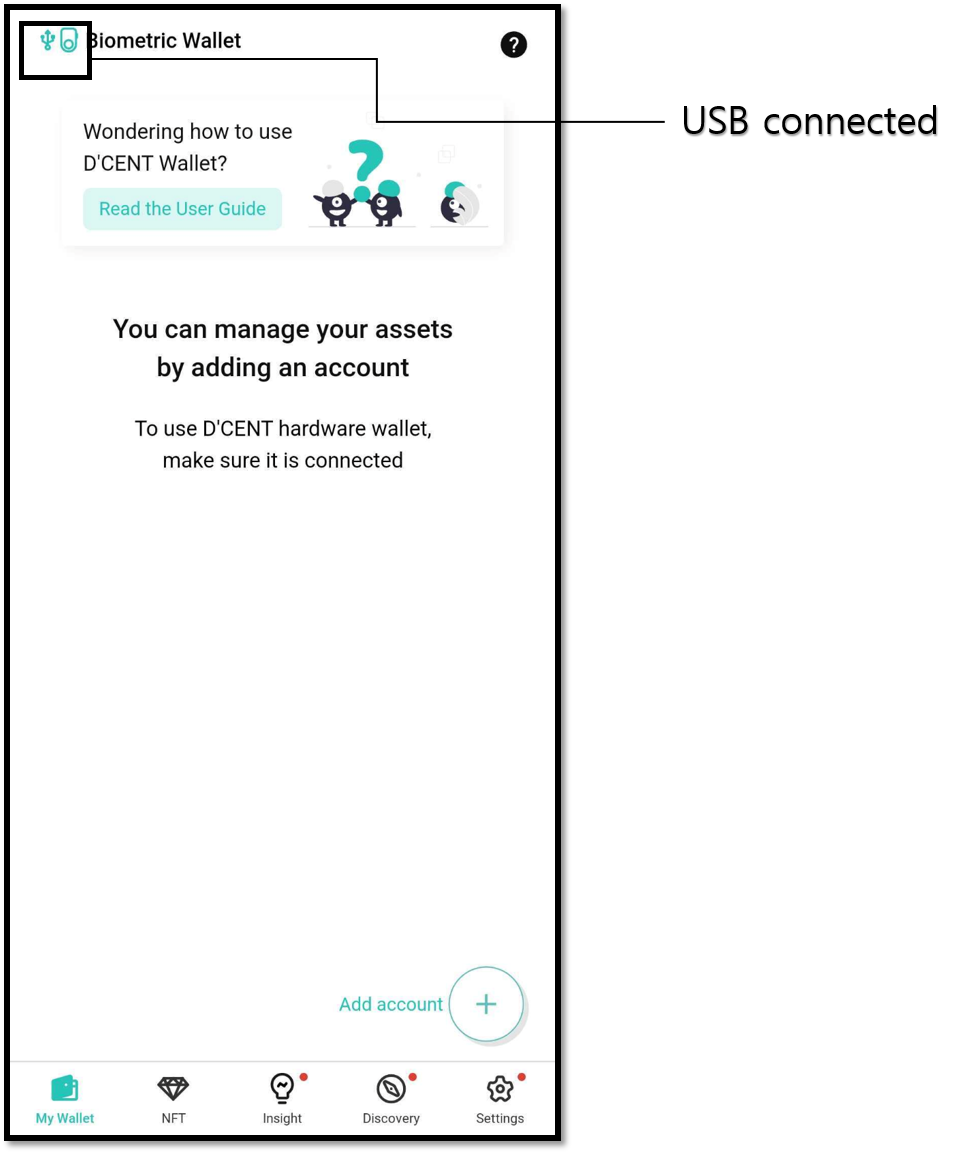 Biometric Wallet
?
USB connected
Wondering how to use
D'CENT Wallet?
Read the User Guide
?
You can manage your assets
by adding an account
To use D'CENT hardware wallet,
make sure it is connected
Add account
My Wallet
NFT
Insight
Discovery
Settings